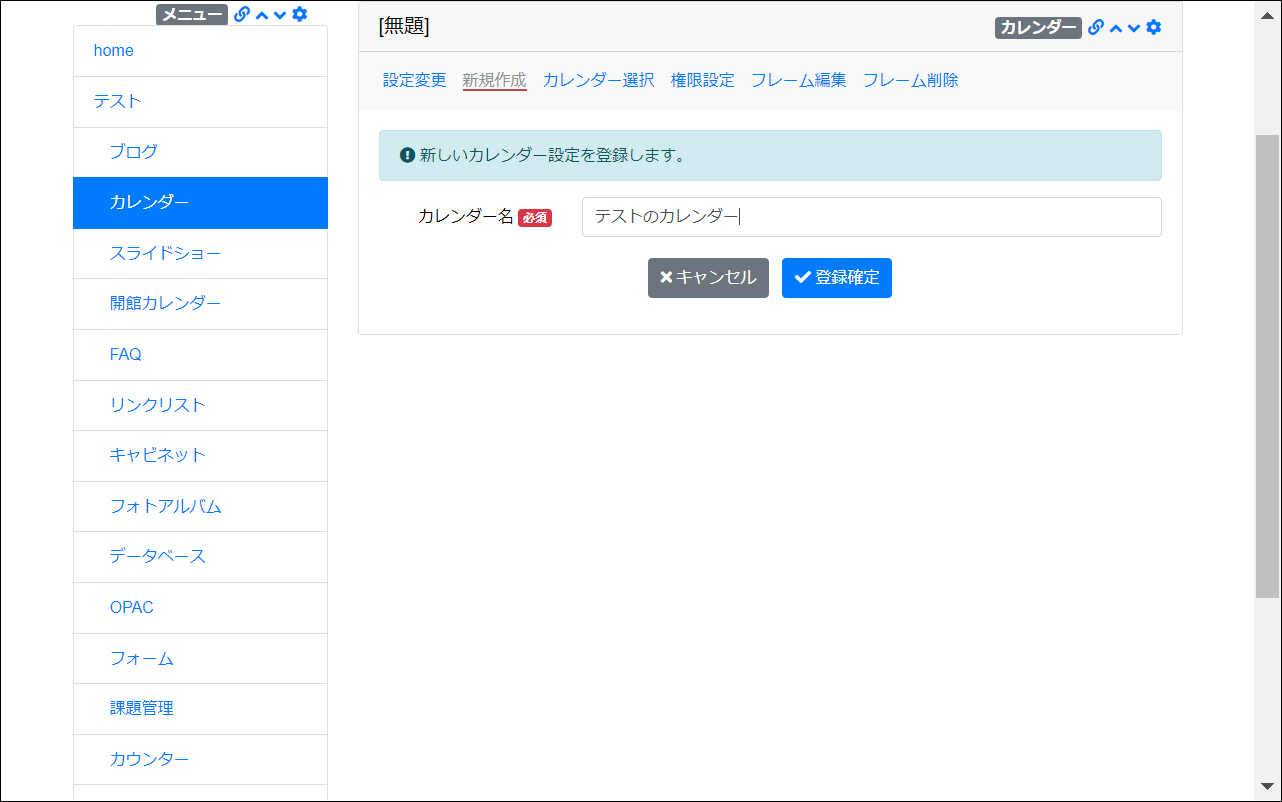 メニュー
home
テスト
ブログ
カレンダー
スライドショー
開館カレンダー
FAQ
リンクリスト
キャビネット
フォトアルバム
データベース
OPAC
フォーム
課題管理
カウンター
[無題] カレンダー
設定変更 新規作成 カレンダー選択 権限設定 フレーム編集 フレーム削除
新しいカレンダー設定を登録します。
カレンダー名 必須 テストのカレンダー
キャンセル 登録確定